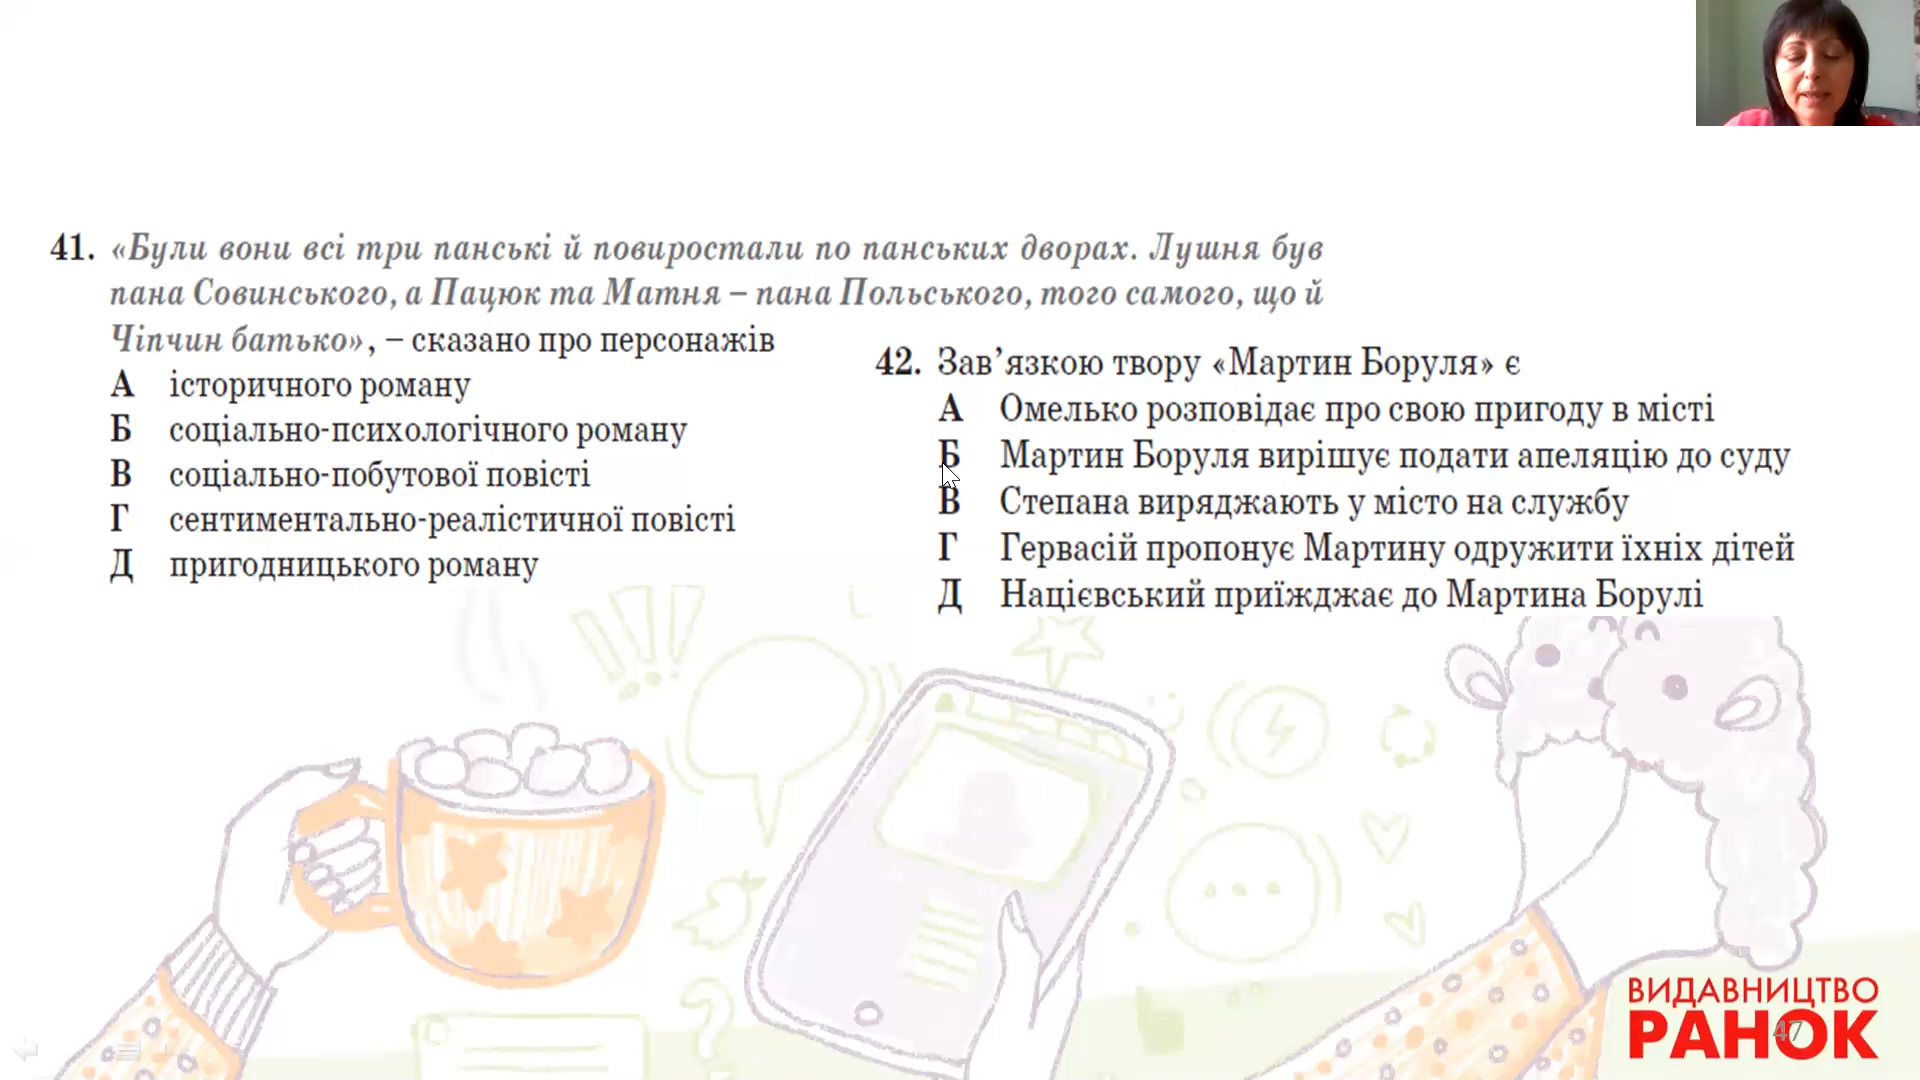 41. «Були вони всі три панські й повиростали по панських дворах. Лушня був
пана Совинського, а Пацюк та Матня – пана Польського, того самого, що й
Чіпчин батько», – сказано про персонажів
А історичного роману
Б соціально-психологічного роману
В соціально-побутової повісті
Г сентиментально-реалістичної повісті
Д пригодницького роману
42. Зав’язкою твору «Мартин Боруля» є
А Омелько розповідає про свою пригоду в місті
Б Мартин Боруля вирішує подати апеляцію до суду
В Степана виряджають у місто на службу
Г Гервасій пропонує Мартину одружити їхніх дітей
Д Націєвський приїжджає до Мартина Борулі
ВИДАВНИЦТВО
РАНОК
47